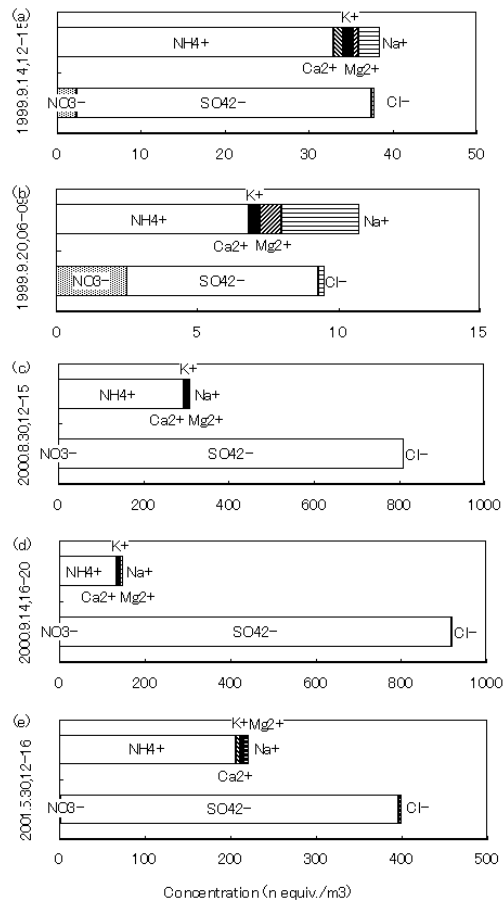 (a)
1999.9.14,12-15
K+
NH4+
Na+
Ca2+ Mg2+
NO3-
SO42-
Cl-
0 10 20 30 40 50
(b)
1999.9.20,06-09
K+
NH4+
Na+
Ca2+ Mg2+
NO3-
SO42-
Cl-
0 5 10 15
(c)
2000.8.30,12-15
K+
NH4+
Na+
Ca2+ Mg2+
NO3-
SO42-
Cl-
0 200 400 600 800 1000
(d)
2000.9.14,16-20
K+
NH4+
Na+
Ca2+ Mg2+
NO3-
SO42-
Cl-
0 200 400 600 800 1000
(e)
2001.5.30,12-16
K+ Mg2+
NH4+
Na+
Ca2+
NO3-
SO42-
Cl-
0 100 200 300 400 500
Concentration (n equiv./m3)